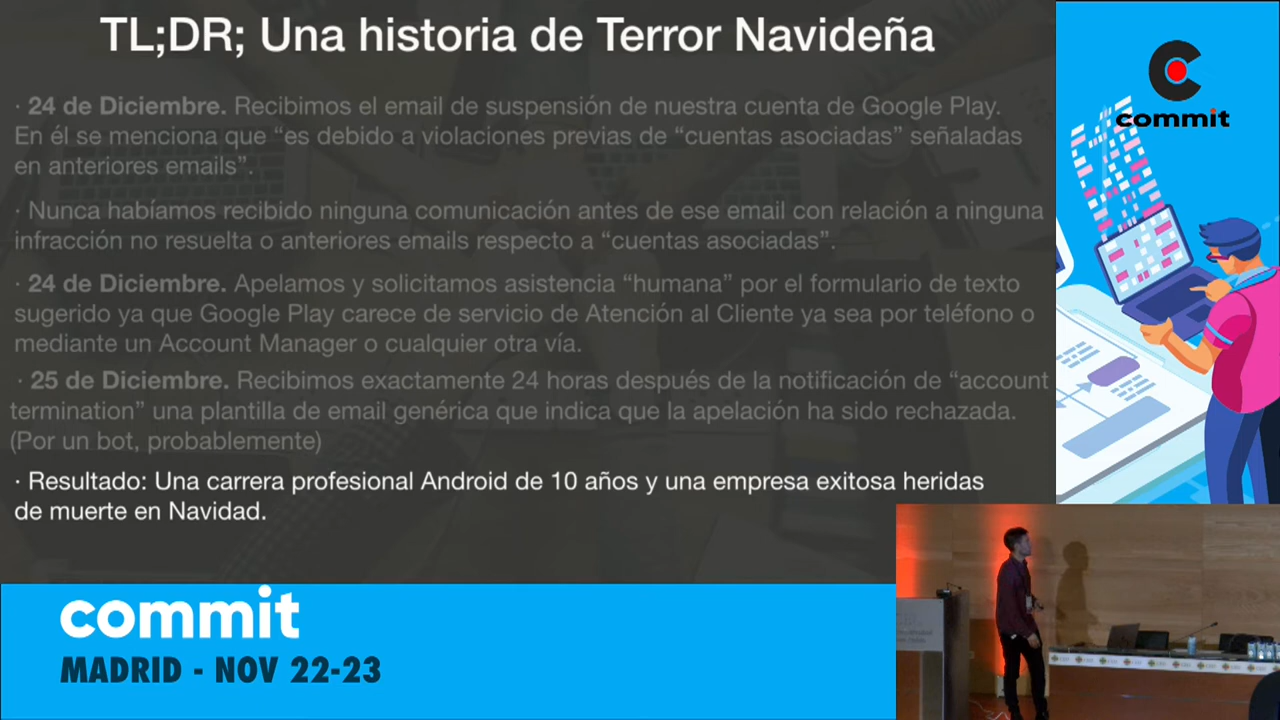 TL;DR; Una historia de Terror Navideña
· 24 de Diciembre. Recibimos el email de suspensión de nuestra cuenta de Google Play.
En él se menciona que “es debido a violaciones previas de “cuentas asociadas” señaladas
en anteriores emails”.
· Nunca habíamos recibido ninguna comunicación antes de ese email con relación a ninguna
infracción no resuelta o anteriores emails respecto a “cuentas asociadas”.
· 24 de Diciembre. Apelamos y solicitamos asistencia “humana” por el formulario de texto
sugerido ya que Google Play carece de servicio de Atención al Cliente ya sea por teléfono o
mediante un Account Manager o cualquier otra vía.
· 25 de Diciembre. Recibimos exactamente 24 horas después de la notificación de “account
termination” una plantilla de email genérica que indica que la apelación ha sido rechazada.
(Por un bot, probablemente)
· Resultado: Una carrera profesional Android de 10 años y una empresa exitosa heridas
de muerte en Navidad.
commit
commit
MADRID - NOV 22-23